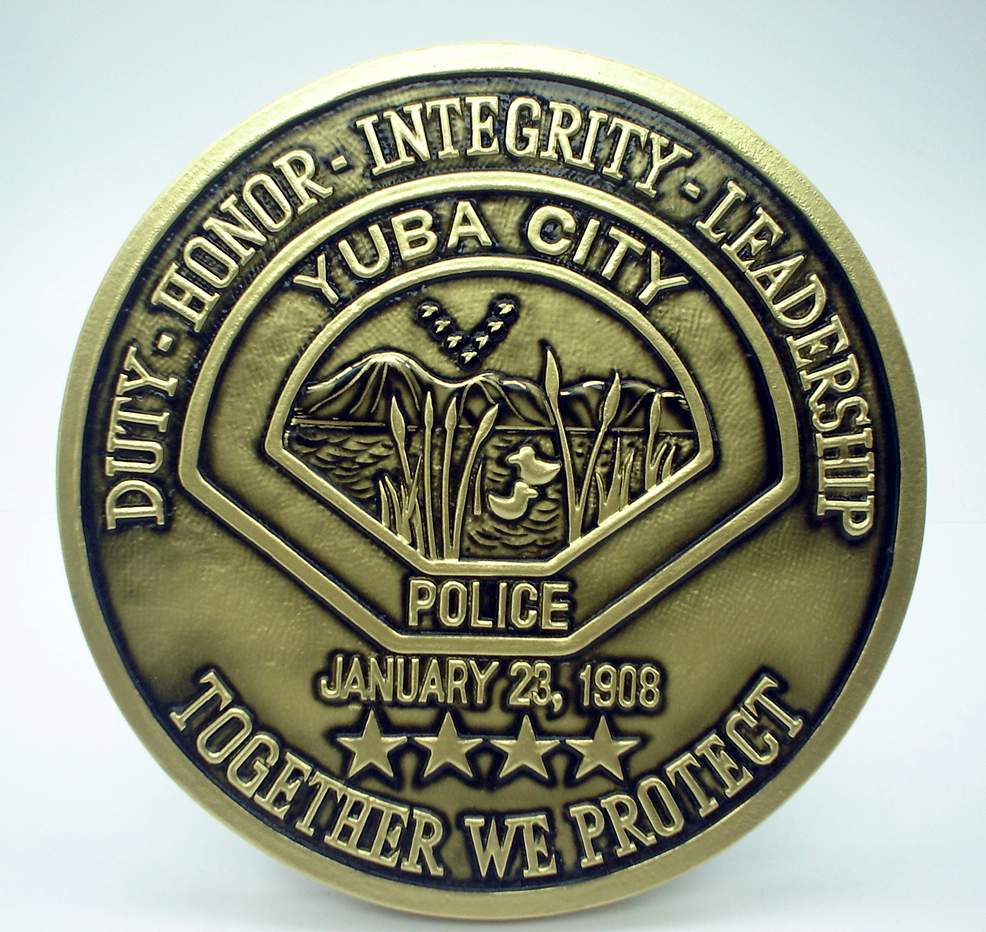 DUTY - HONOR - INTEGRITY - LEADERSHIP
YUBA CITY
POLICE
JANUARY 23, 1908
TOGETHER WE PROTECT